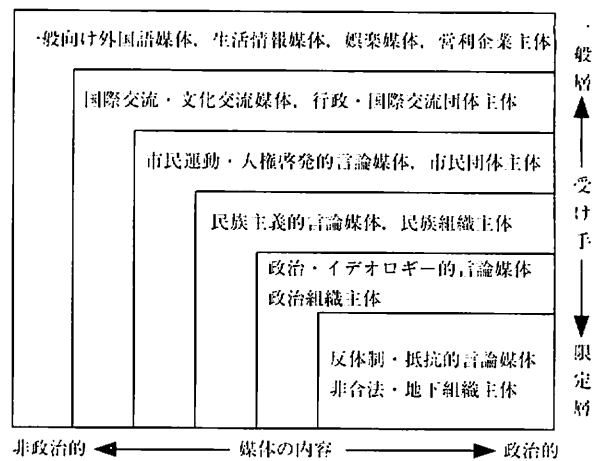 一般向け外国語媒体，生活情報媒体，娯楽媒体，営利企業主体
国際交流・文化交流媒体，行政・国際交流団体主体
市民運動・人権啓発的言論媒体，市民団体主体
民族主義的言論媒体，民族組織主体
政治・イデオロギー的言論媒体
政治組織主体
反体制・抵抗的言論媒体
非合法・地下組織主体
一般層
受け手
限定層
非政治的
媒体の内容
政治的